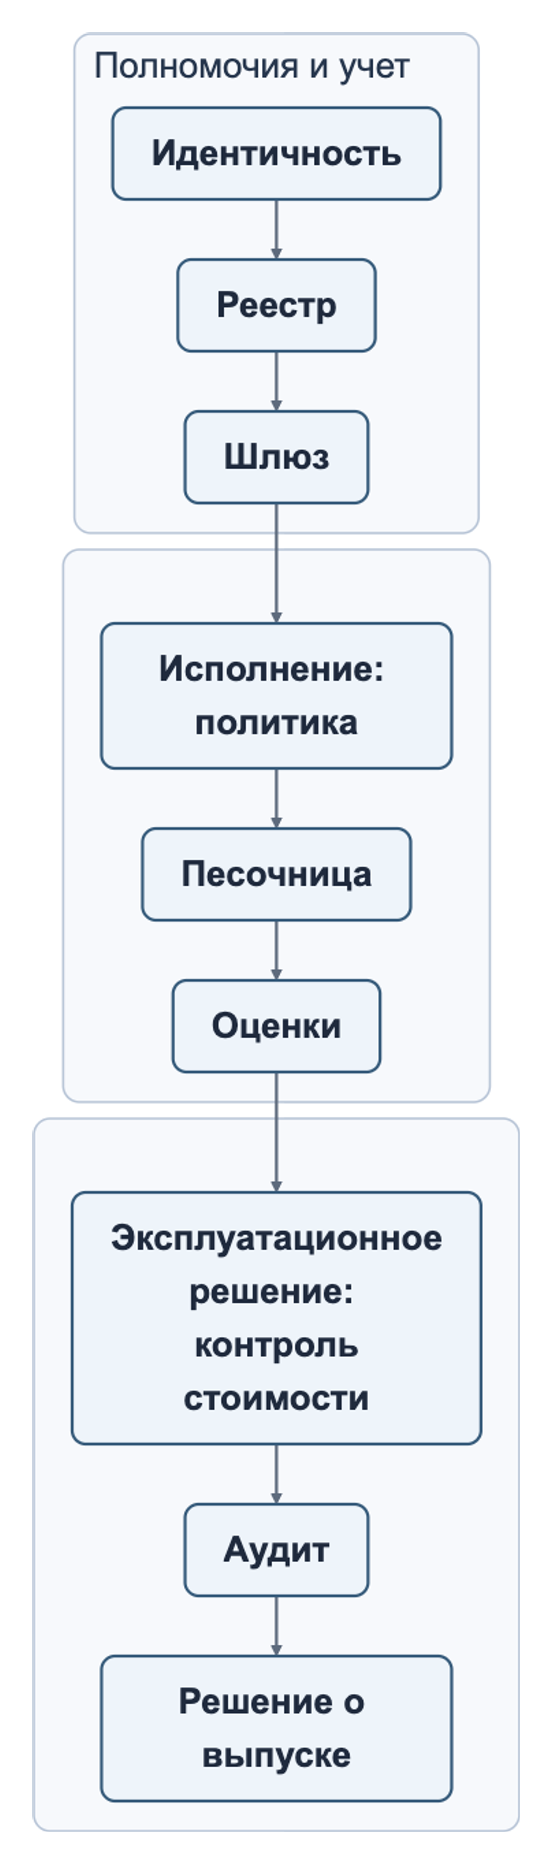 Полномочия и учет
Идентичность
Реестр
Шлюз
Исполнение:
политика
Песочница
Оценки
Эксплуатационное
решение:
контроль
стоимости
Аудит
Решение о
выпуске